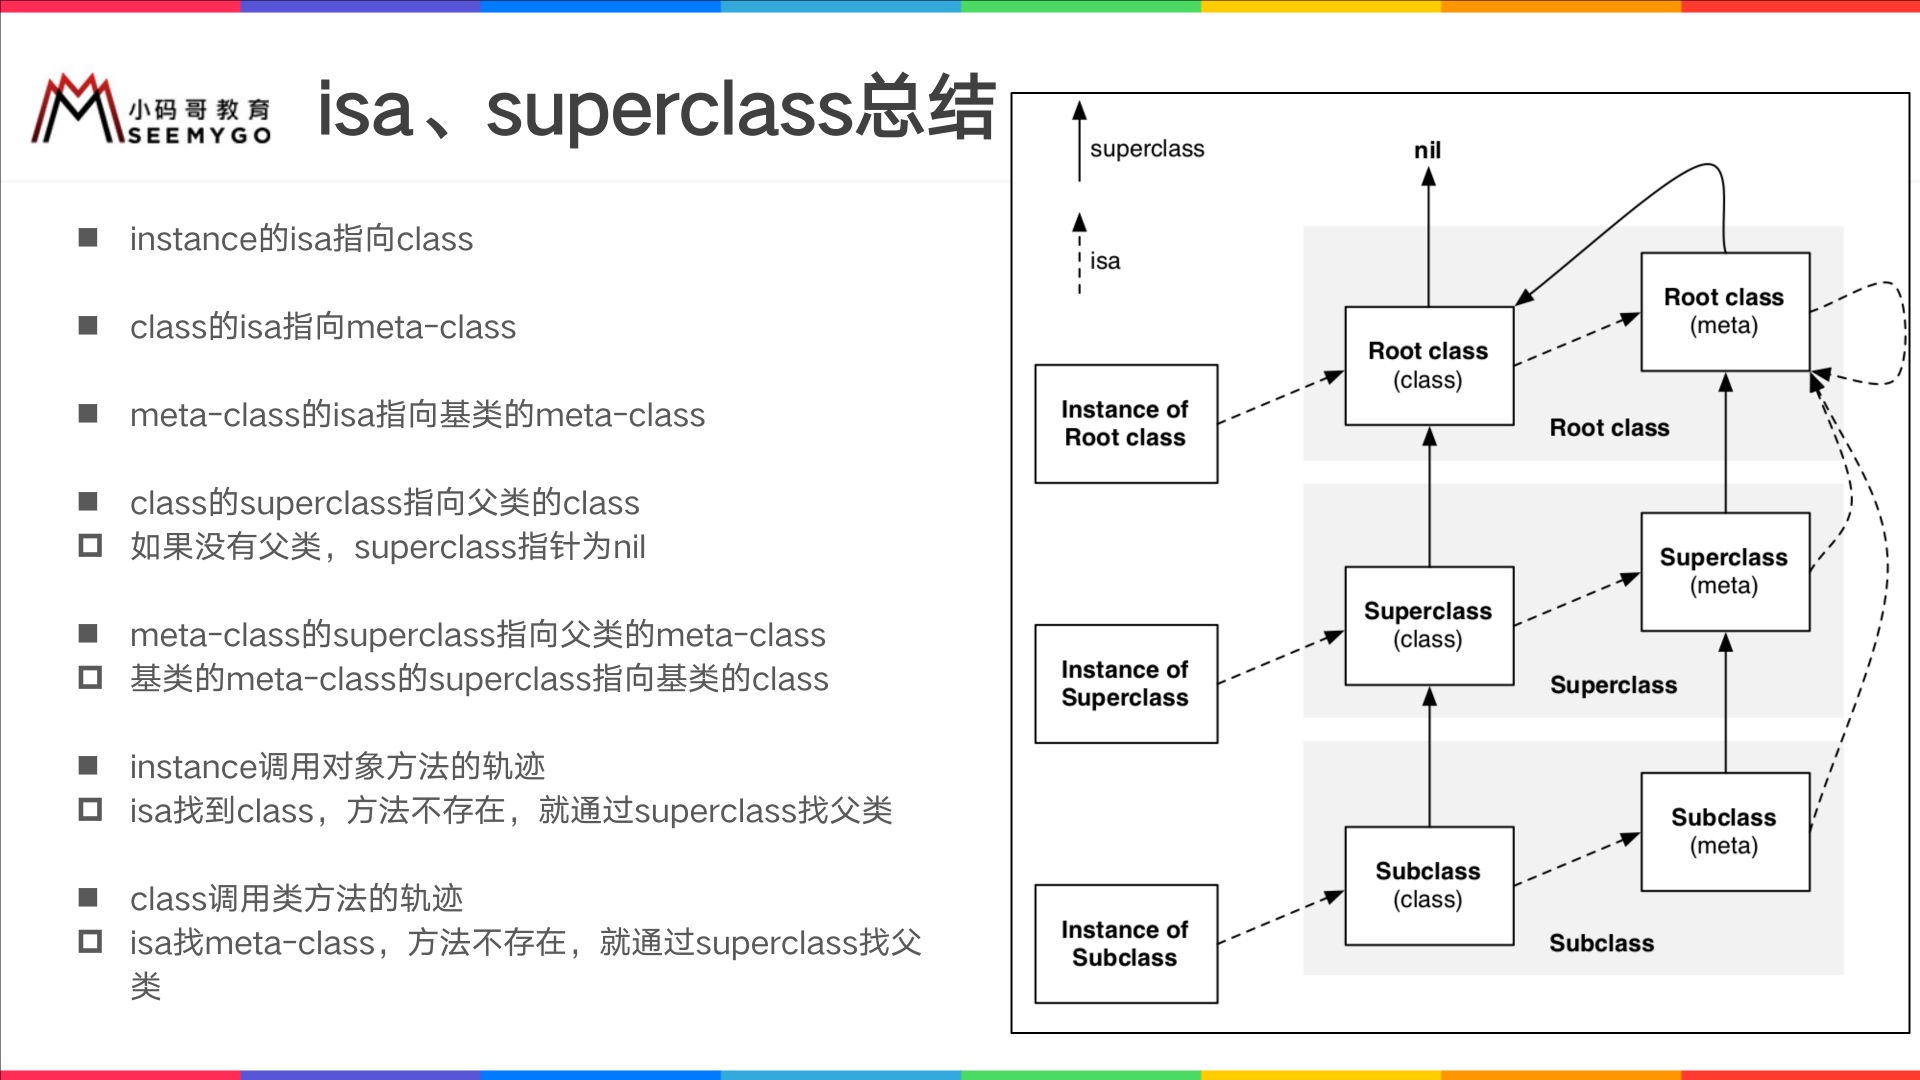 小码哥教育
SEEMYGO
isa、superclass总结
instance的isa指向class
class的isa指向meta-class
meta-class的isa指向基类的meta-class
class的superclass指向父类的class
如果没有父类，superclass指针为nil
meta-class的superclass指向父类的meta-class
基类的meta-class的superclass指向基类的class
instance调用对象方法的轨迹
isa找到class，方法不存在，就通过superclass找父类
class调用类方法的轨迹
isa找meta-class，方法不存在，就通过superclass找父
类
superclass
isa
nil
Root class
(meta)
Root class
(class)
Instance of
Root class
Root class
Superclass
(meta)
Superclass
(class)
Instance of
Superclass
Superclass
Subclass
(meta)
Subclass
(class)
Instance of
Subclass
Subclass